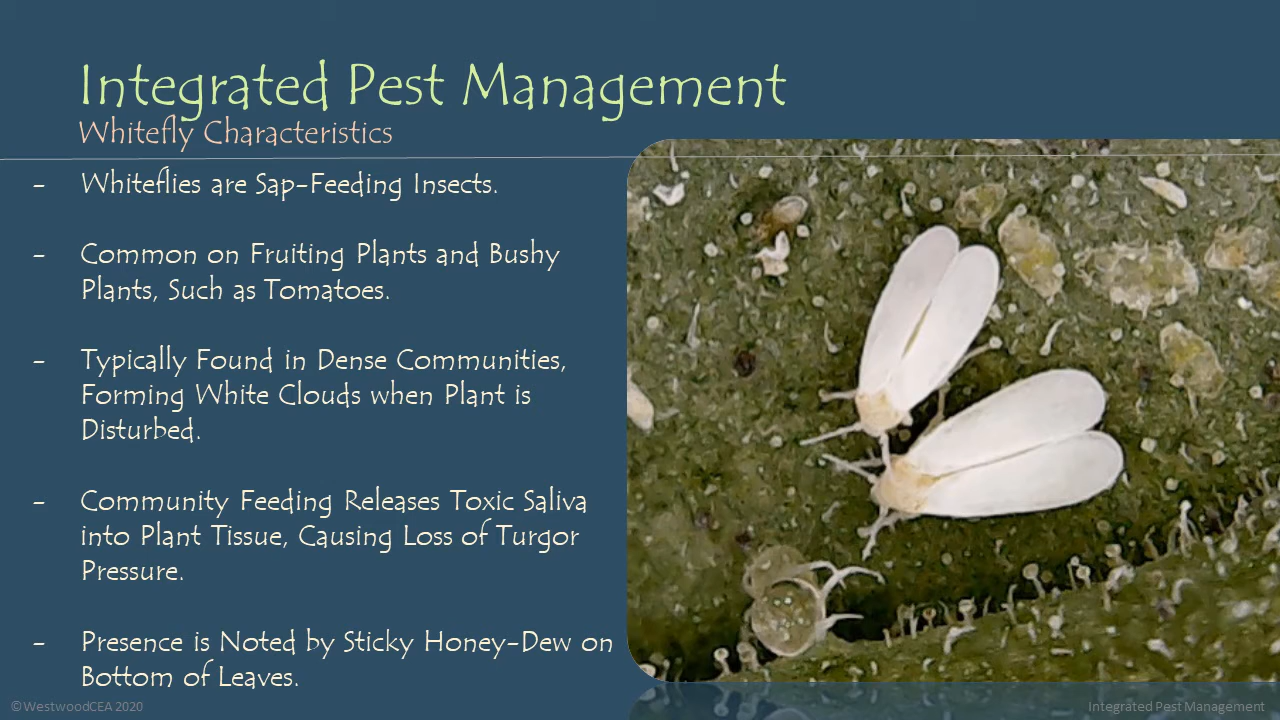 Integrated Pest Management
Whitefly Characteristics
- Whiteflies are Sap-Feeding Insects.
- Common on Fruiting Plants and Bushy
Plants, Such as Tomatoes.
- Typically Found in Dense Communities,
Forming White Clouds when Plant is
Disturbed.
- Community Feeding Releases Toxic Saliva
into Plant Tissue, Causing Loss of Turgor
Pressure.
- Presence is Noted by Sticky Honey-Dew on
Bottom of Leaves.
©WestwoodCEA 2020
Integrated Pest Management